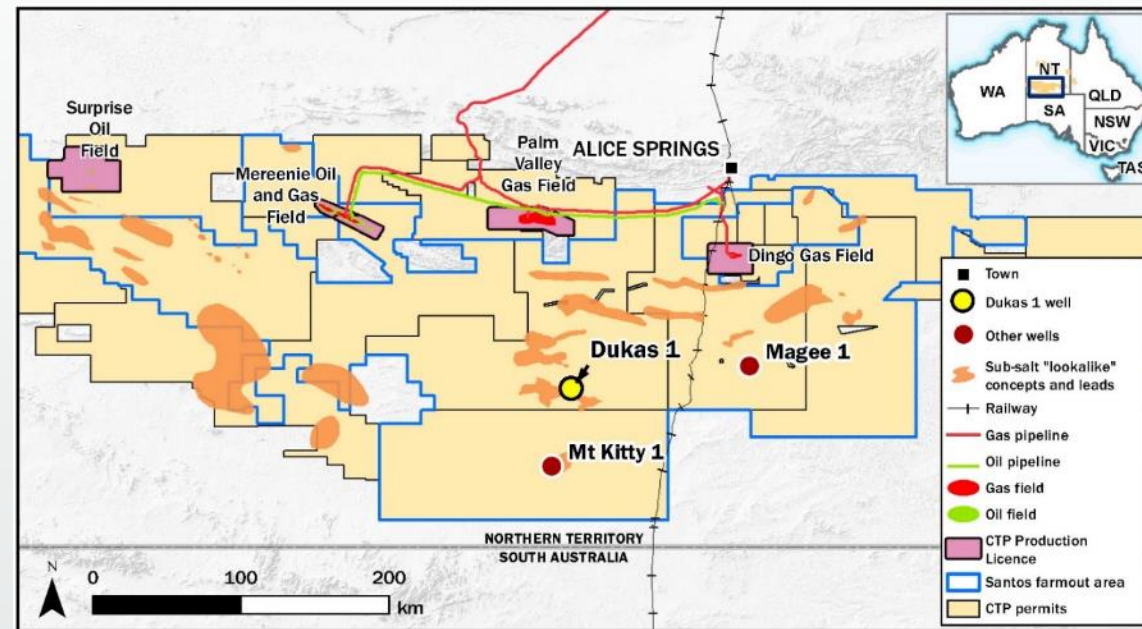 Surprise
Oil
Field
Mereenie Oil
and Gas
Field
Palm
Valley
Gas Field
ALICE SPRINGS
Dingo Gas Field
Dukas 1
Magee 1
Mt Kitty 1
NORTHERN TERRITORY
SOUTH AUSTRALIA
N
0 100 200
km
WA
NT
QLD
SA
NSW
VIC
TAS
Town
Dukas 1 well
Other wells
Sub-salt "lookalike"
concepts and leads
Railway
Gas pipeline
Oil pipeline
Gas field
Oil field
CTP Production
Licence
Santos farmout area
CTP permits